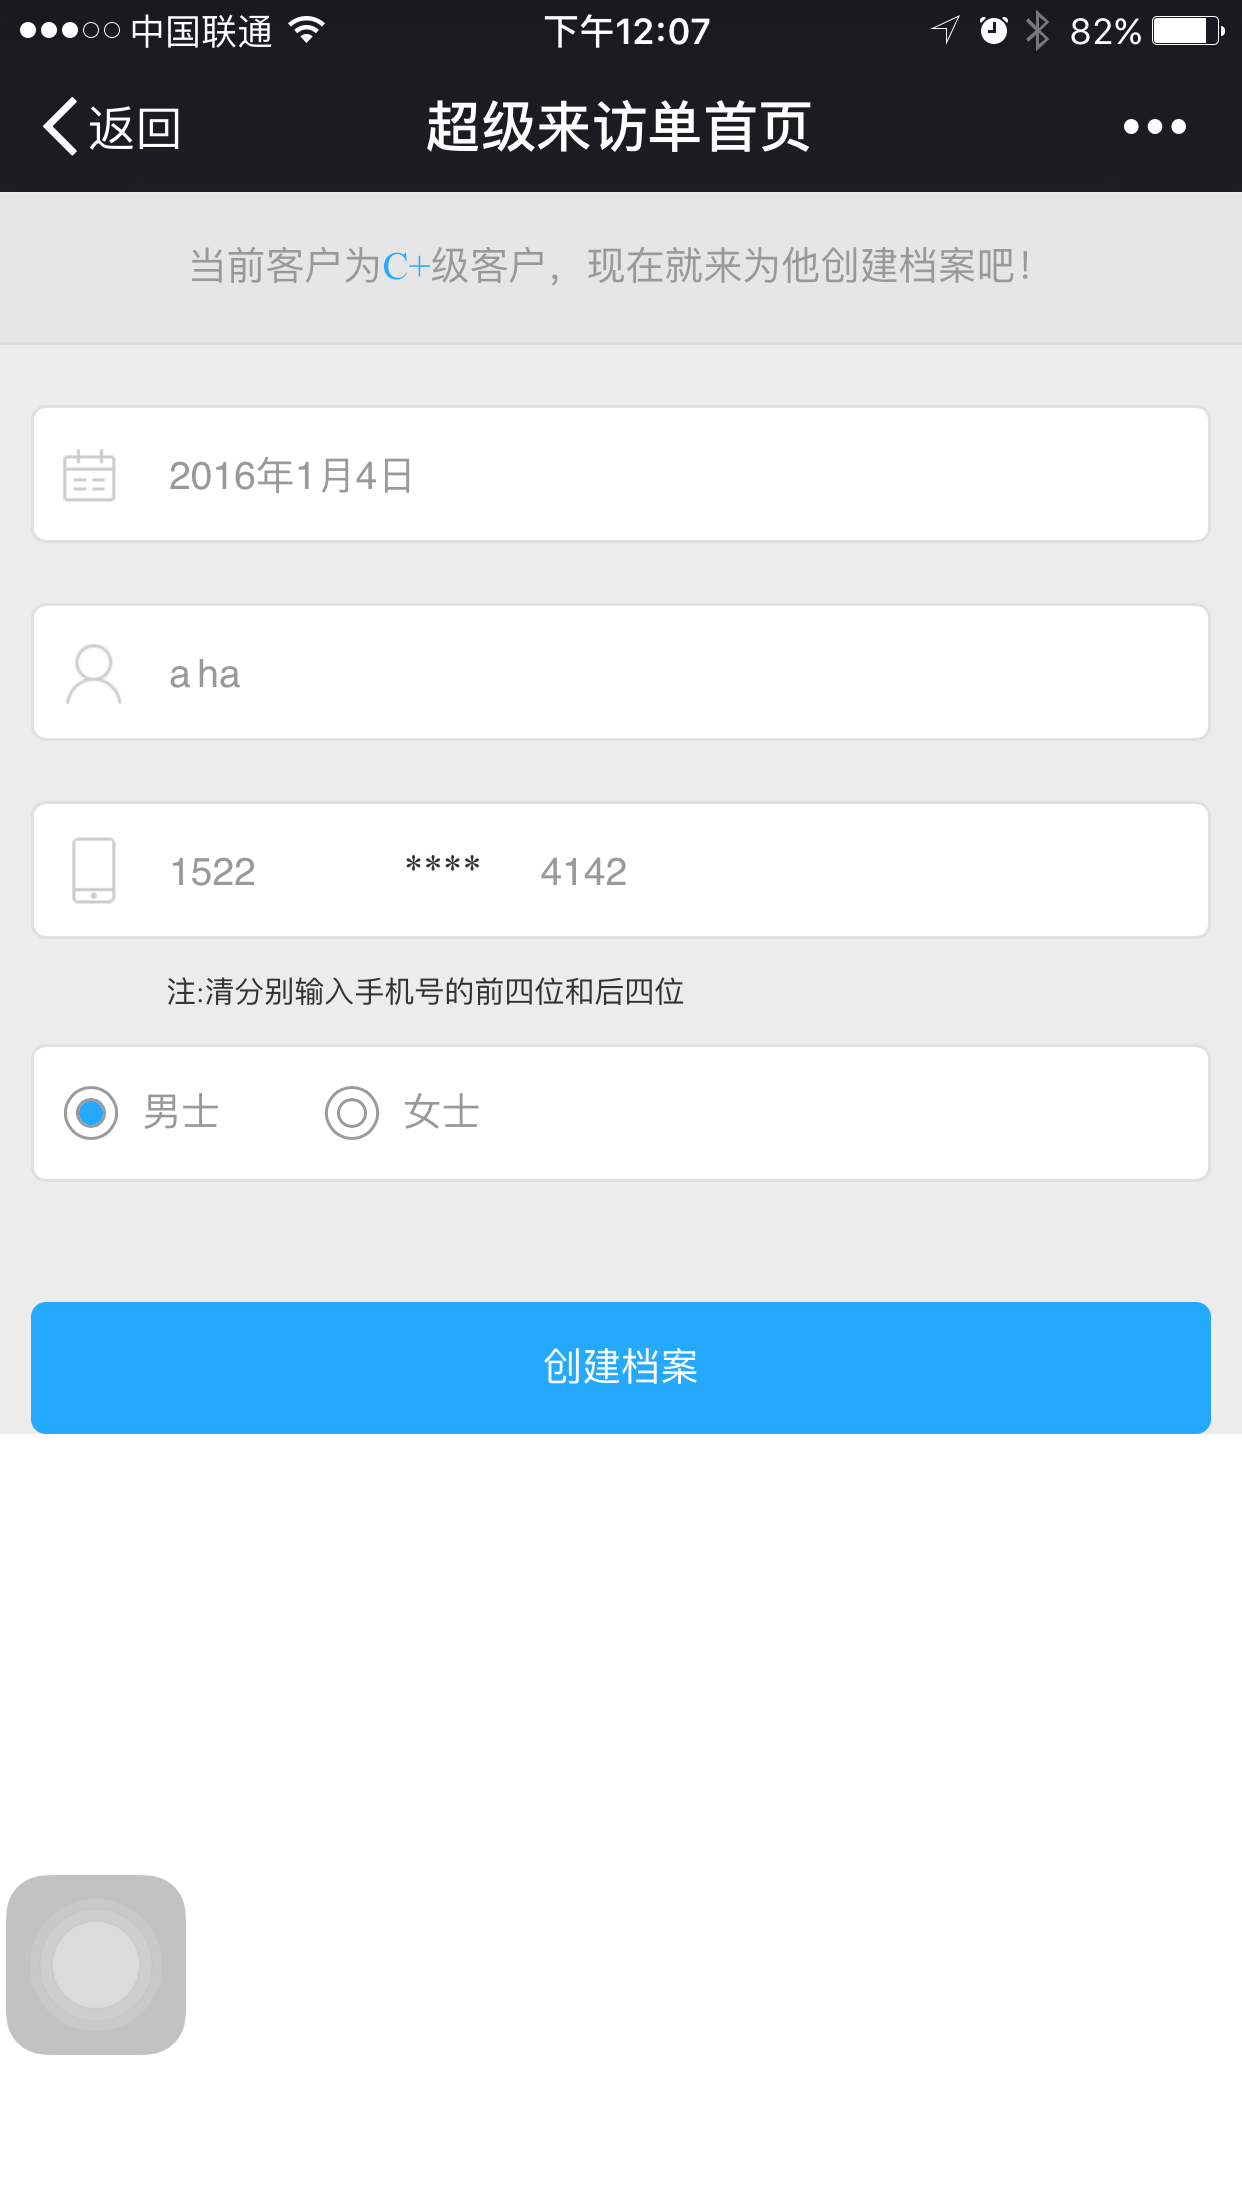 中国联通 下午12:07 82%
返回 超级来访单首页
当前客户为C+级客户，现在就来为他创建档案吧！
2016年1月4日
a ha
1522 **** 4142
注:清分别输入手机号的前四位和后四位
男士 女士
创建档案